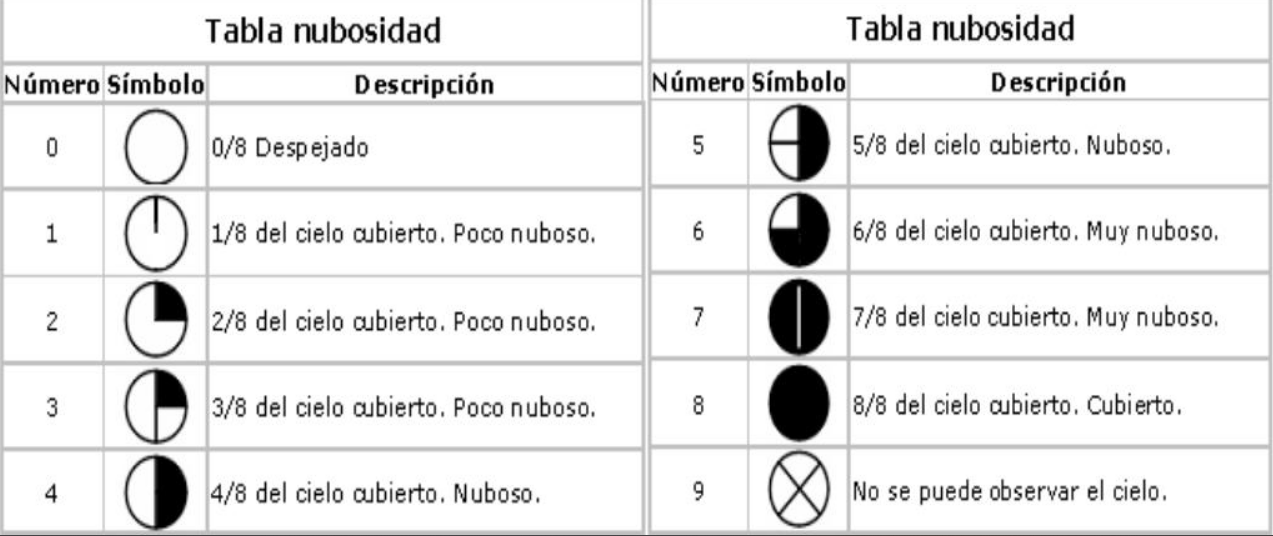 Tabla nubosidad
Número Símbolo Descripción
0 0/8 Despejado
1 1/8 del cielo cubierto. Poco nuboso.
2 2/8 del cielo cubierto. Poco nuboso.
3 3/8 del cielo cubierto. Poco nuboso.
4 4/8 del cielo cubierto. Nuboso.
Tabla nubosidad
Número Símbolo Descripción
5 5/8 del cielo cubierto. Nuboso.
6 6/8 del cielo cubierto. Muy nuboso.
7 7/8 del cielo cubierto. Muy nuboso.
8 8/8 del cielo cubierto. Cubierto.
9 No se puede observar el cielo.